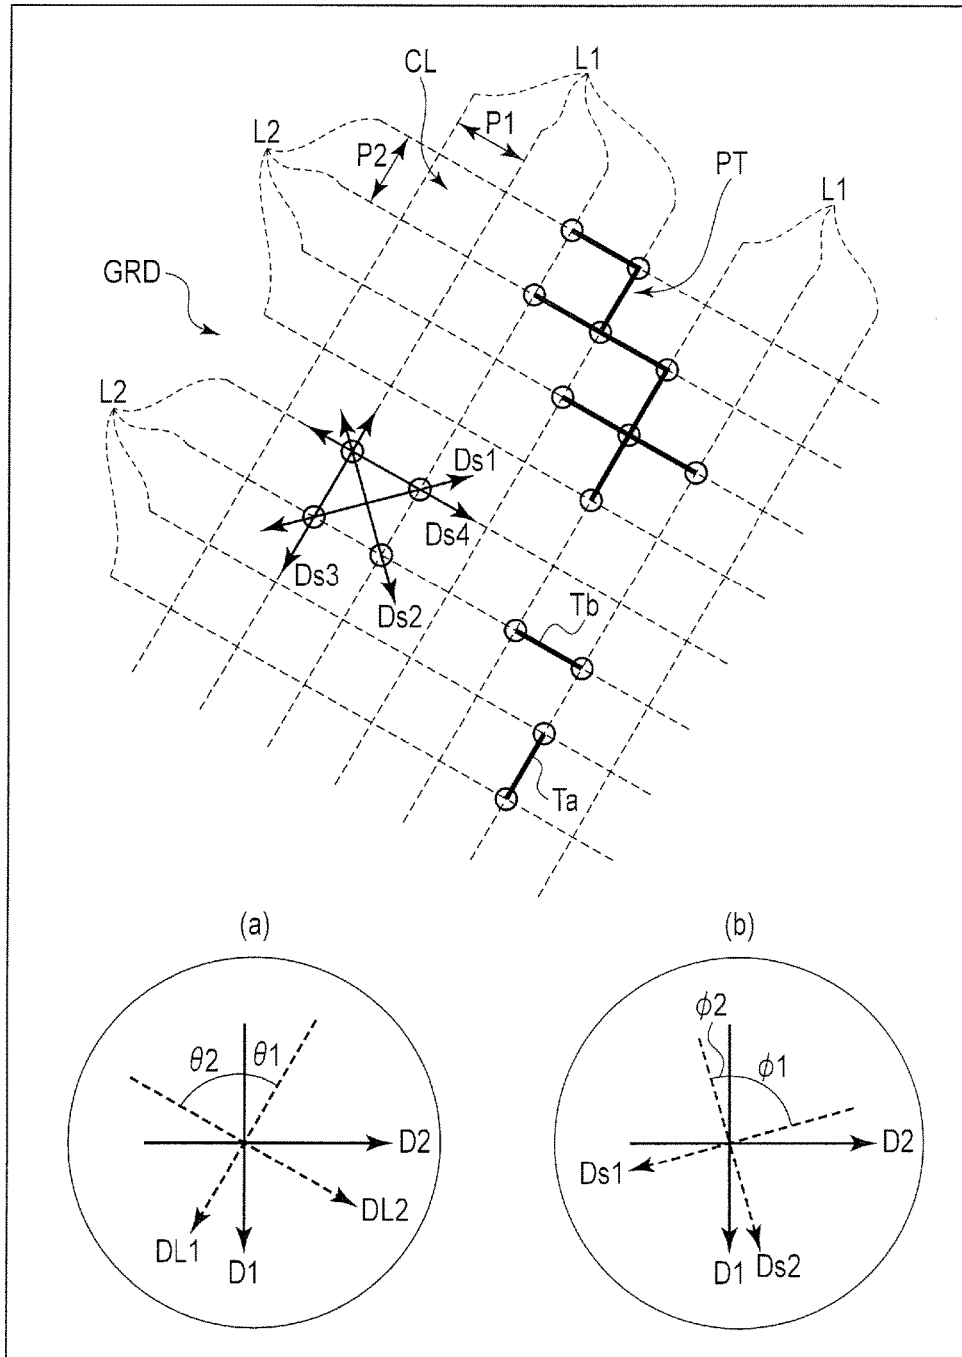 L1
CL
P1
L2
P2
PT
L1
GRD
L2
Ds1
Ds4
Ds3
Ds2
Tb
Ta
(a)
(b)
θ2
θ1
D2
DL2
DL1
D1
ϕ2
ϕ1
D2
Ds1
D1
Ds2